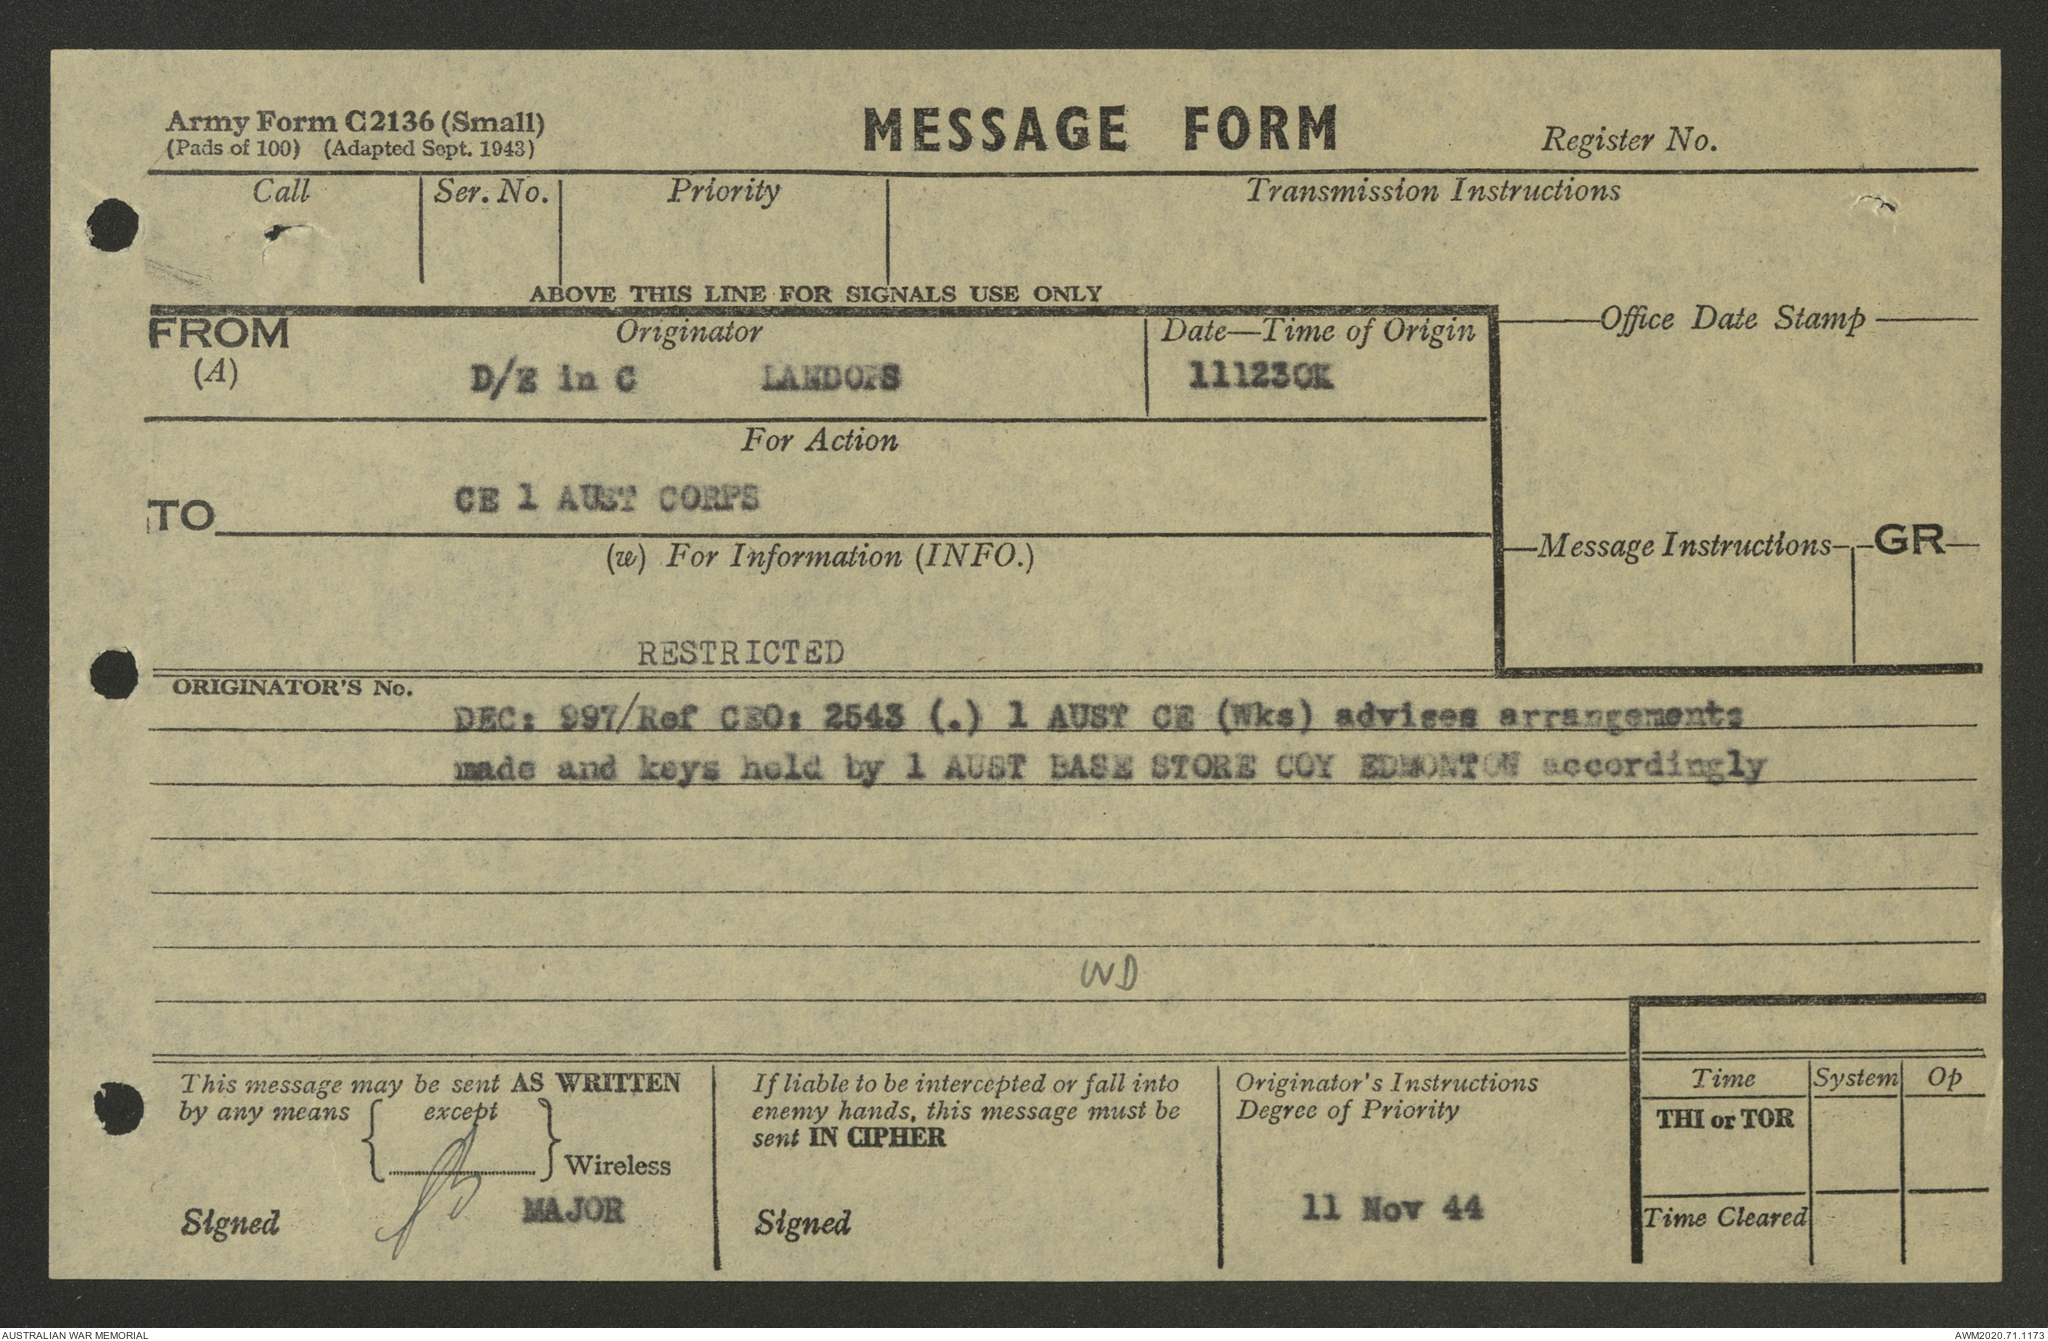 Army Form C2136 (Small)
(Pads of 100) (Adapted Sept. 1943)
MESSAGE FORM
Register No.
Call
Ser. No.
Priority
Transmission Instructions
ABOVE THIS LINE FOR SIGNALS USE ONLY
FROM
(A)
Originator
Date—Time of Origin
Office Date Stamp
D/E in C LANDOPS
111230K
For Action
TO
CE 1 AUST CORPS
(w) For Information (INFO.)
Message Instructions
GR
RESTRICTED
ORIGINATOR'S No.
DEC: 997/Ref CEO: 2543 (.) 1 AUST CE (Wks) advises arrangements
made and keys held by 1 AUST BASE STORE COY EDMONTON accordingly
WD
This message may be sent AS WRITTEN
by any means { except } Wireless
Signed
MAJOR
If liable to be intercepted or fall into
enemy hands, this message must be
sent IN CIPHER
Signed
Originator's Instructions
Degree of Priority
11 Nov 44
Time
System
Op
THI or TOR
Time Cleared
AUSTRALIAN WAR MEMORIAL
AWM2020.71.1173